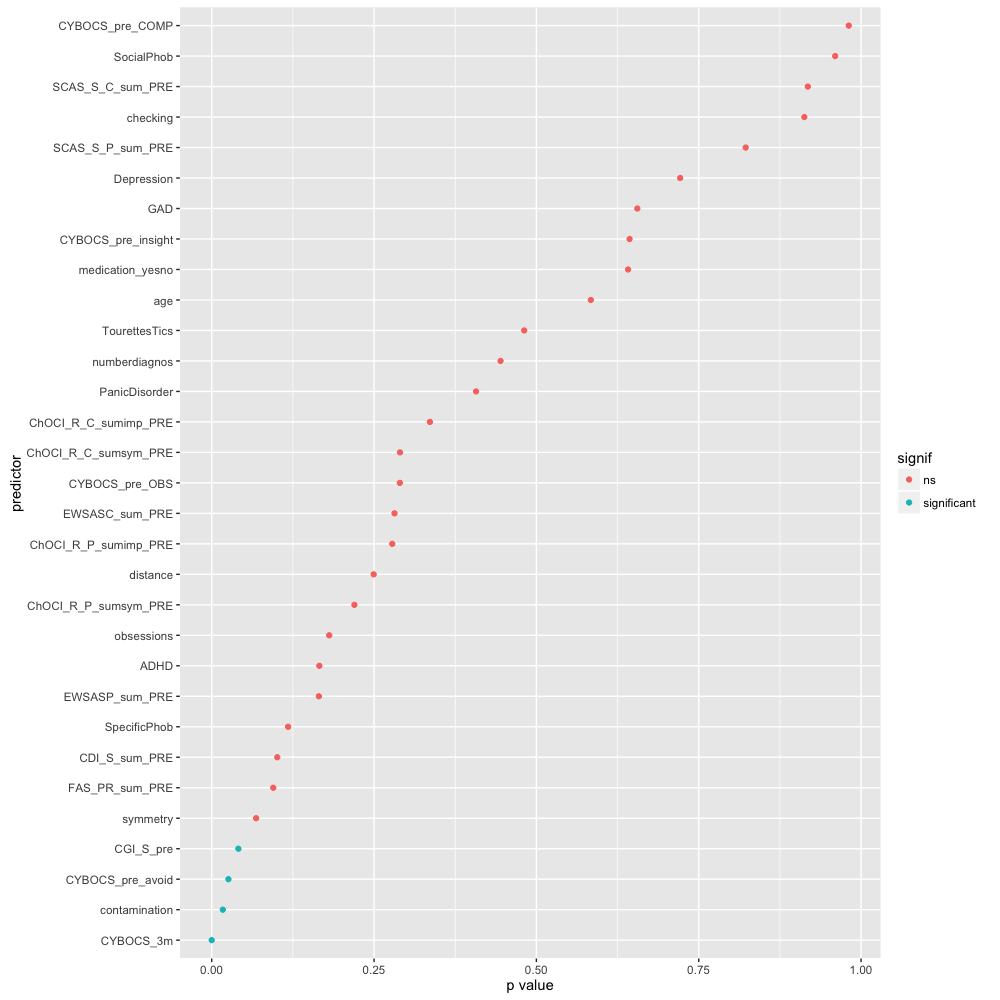 CYBOCS_pre_COMP
SocialPhob
SCAS_S_C_sum_PRE
checking
SCAS_S_P_sum_PRE
Depression
GAD
CYBOCS_pre_insight
medication_yesno
age
TourettesTics
numberdiagnos
PanicDisorder
ChOCI_R_C_sumimp_PRE
ChOCI_R_C_sumsym_PRE
CYBOCS_pre_OBS
EWSASC_sum_PRE
ChOCI_R_P_sumimp_PRE
distance
ChOCI_R_P_sumsym_PRE
obsessions
ADHD
EWSASP_sum_PRE
SpecificPhob
CDI_S_sum_PRE
FAS_PR_sum_PRE
symmetry
CGI_S_pre
CYBOCS_pre_avoid
contamination
CYBOCS_3m
predictor
0.00 0.25 0.50 0.75 1.00
p value
signif
ns
significant